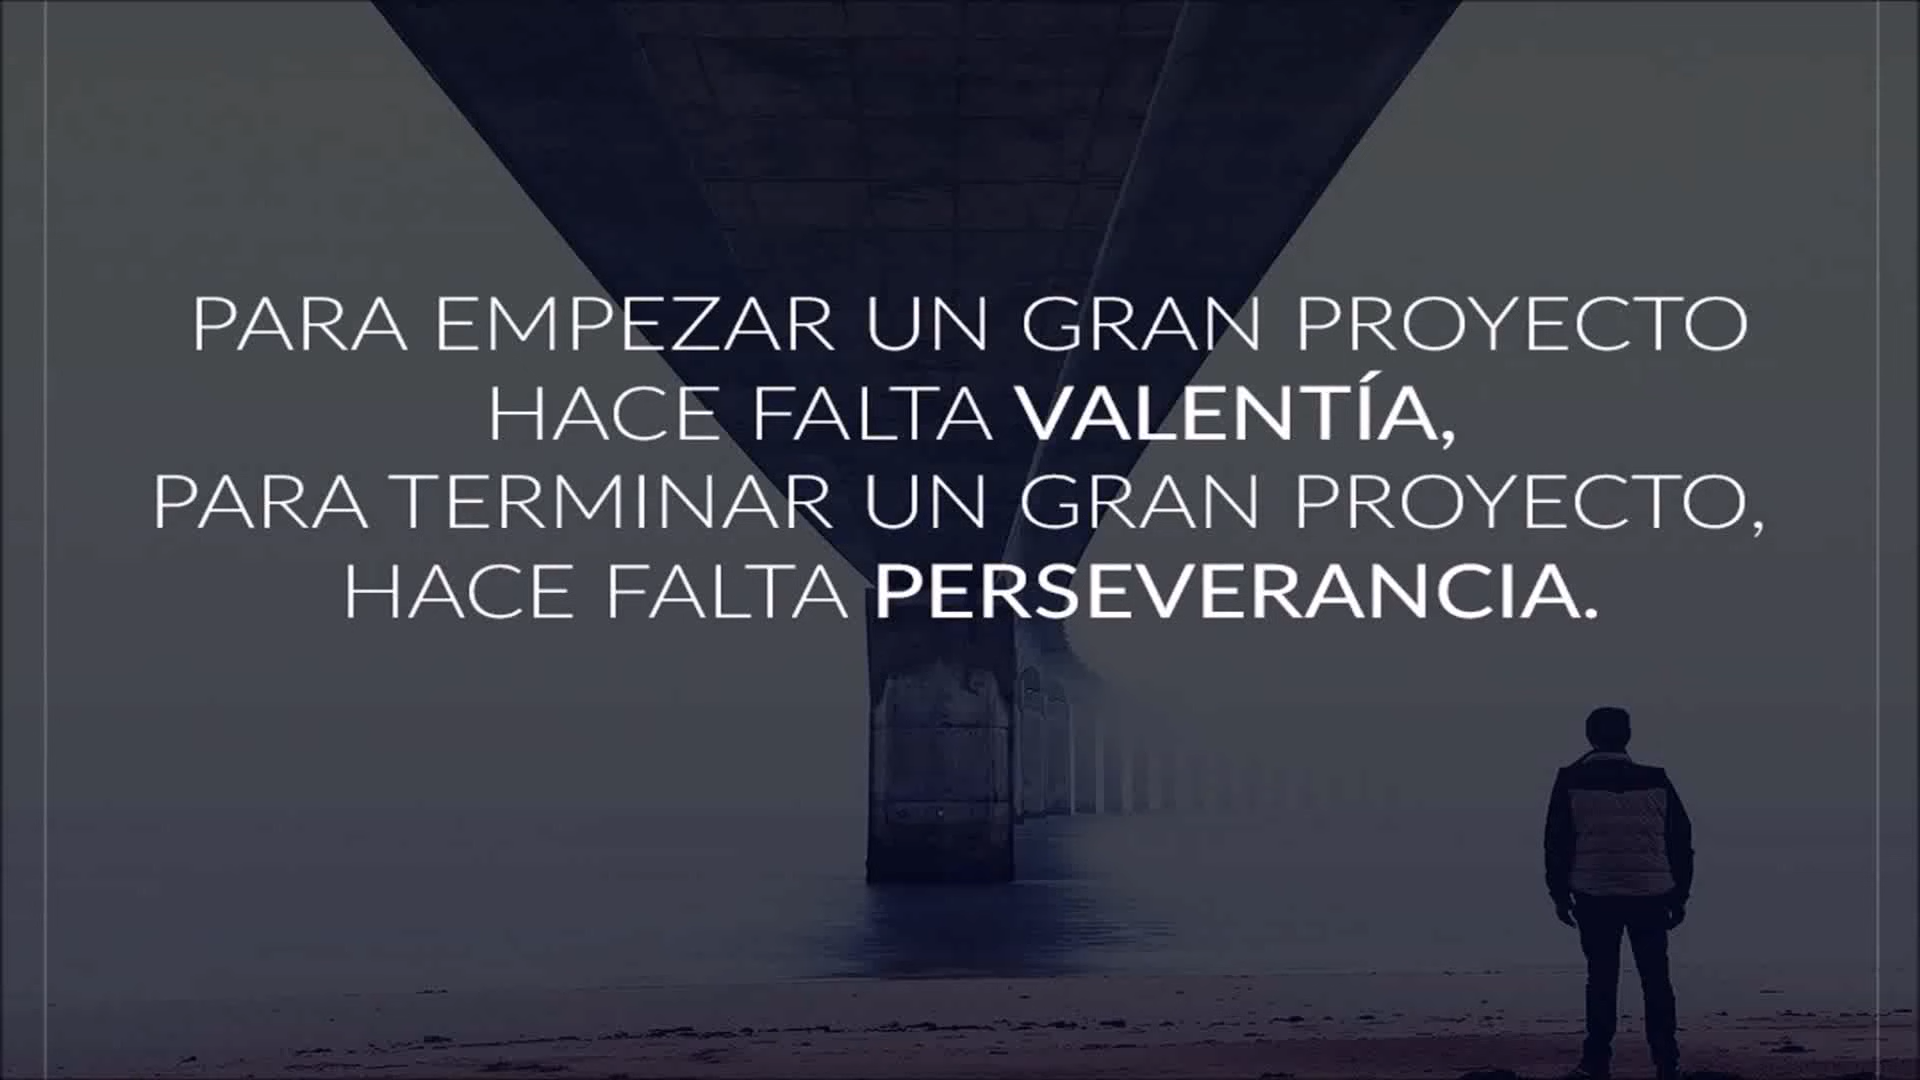 PARA EMPEZAR UN GRAN PROYECTO
HACE FALTA VALENTÍA,
PARA TERMINAR UN GRAN PROYECTO,
HACE FALTA PERSEVERANCIA.